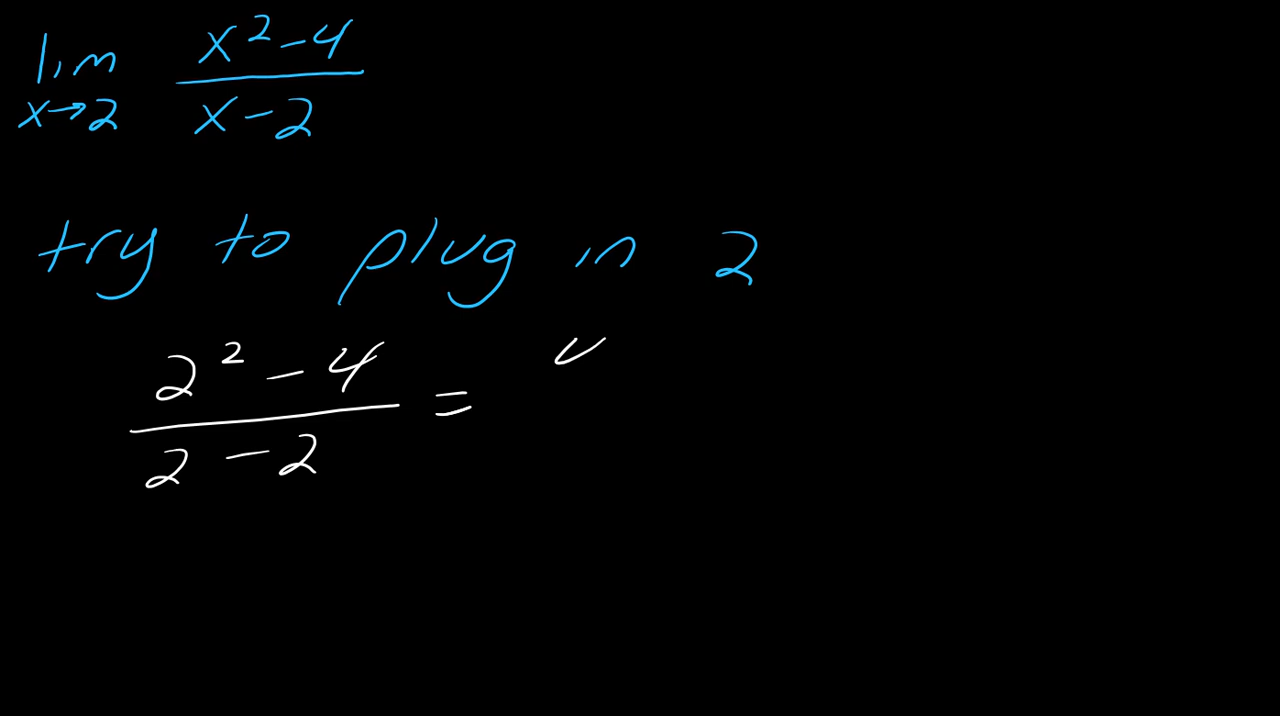 lim x→2 (x² - 4)/(x - 2)
try to plug in 2
(2² - 4)/(2 - 2) =